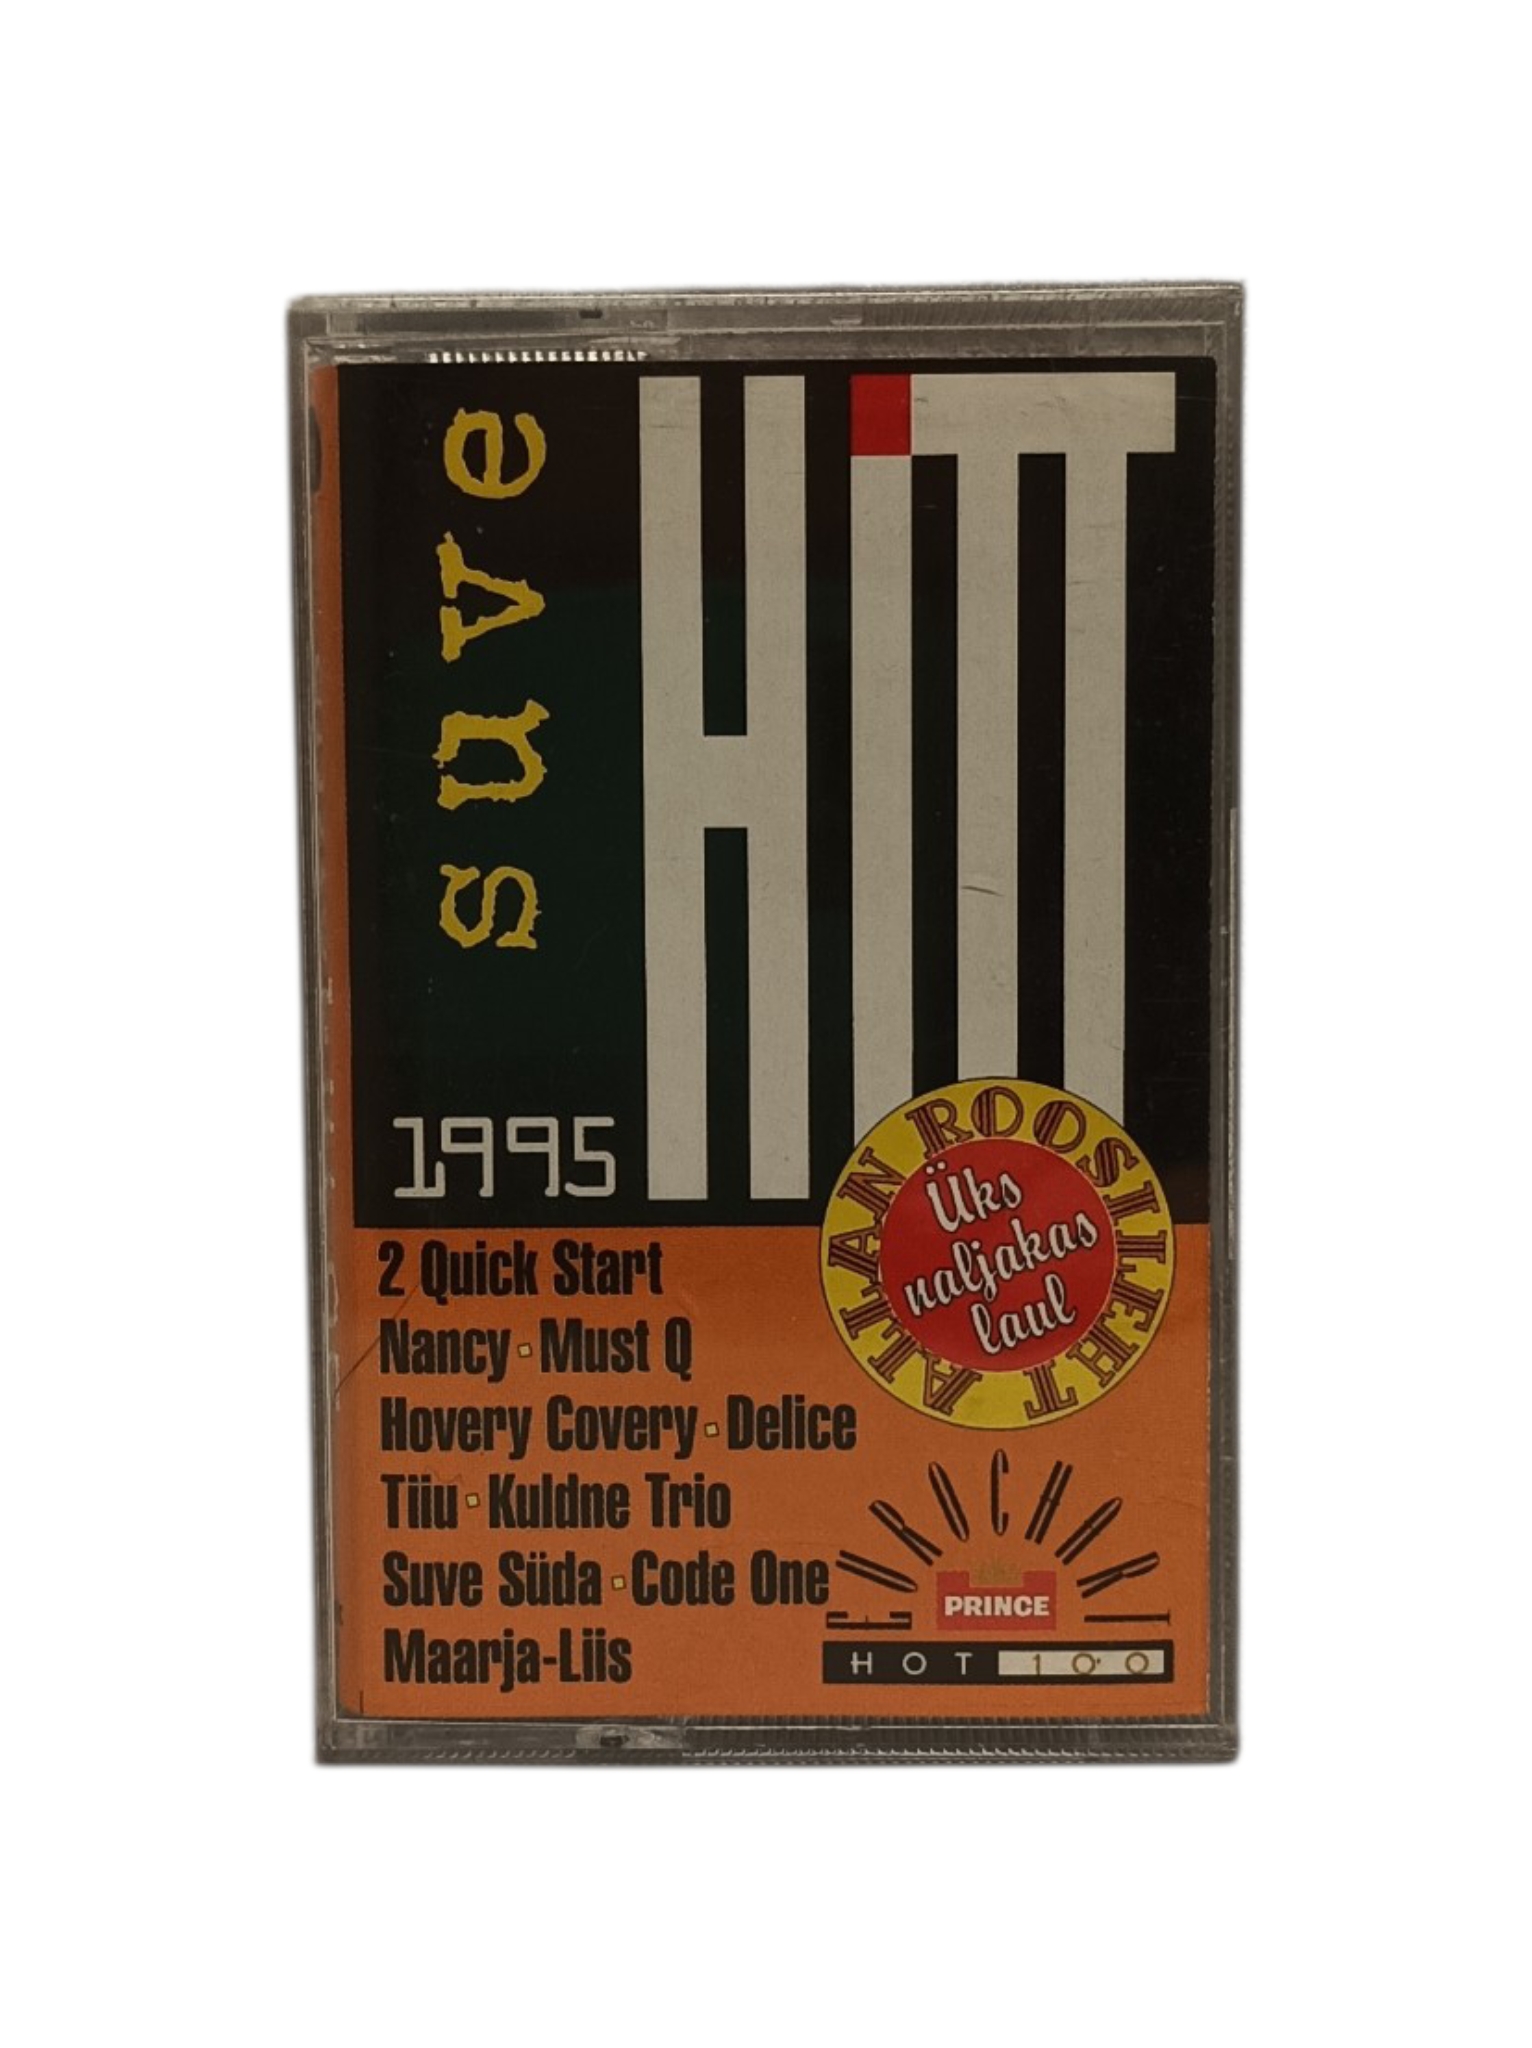 suve
HiTT
1995
ALLAN ROOSILEHT
Üks
naljakas
laul
2 Quick Start
Nancy · Must Q
Hovery Covery · Delice
Tiiu · Kuldne Trio
Suve Süda · Code One
Maarja-Liis
EUROCHART
PRINCE
HOT 100